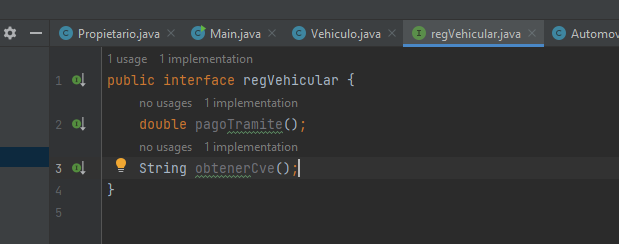 Propietario.java Main.java Vehiculo.java regVehicular.java Automov
1 usage 1 implementation
1 public interface regVehicular {
no usages 1 implementation
2 double pagoTramite();
no usages 1 implementation
3 String obtenerCve();
4 }
5